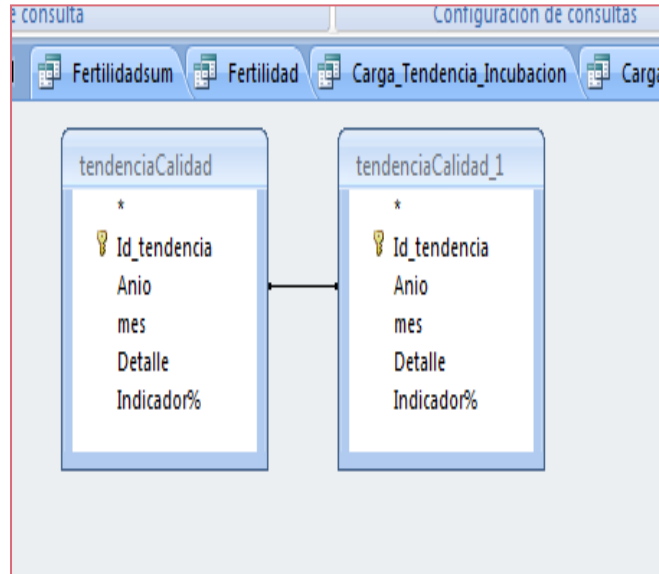 e consulta
Configuración de consultas
Fertilidadsum Fertilidad Carga_Tendencia_Incubacion Carga
tendenciaCalidad
*
Id_tendencia
Anio
mes
Detalle
Indicador%
tendenciaCalidad_1
*
Id_tendencia
Anio
mes
Detalle
Indicador%